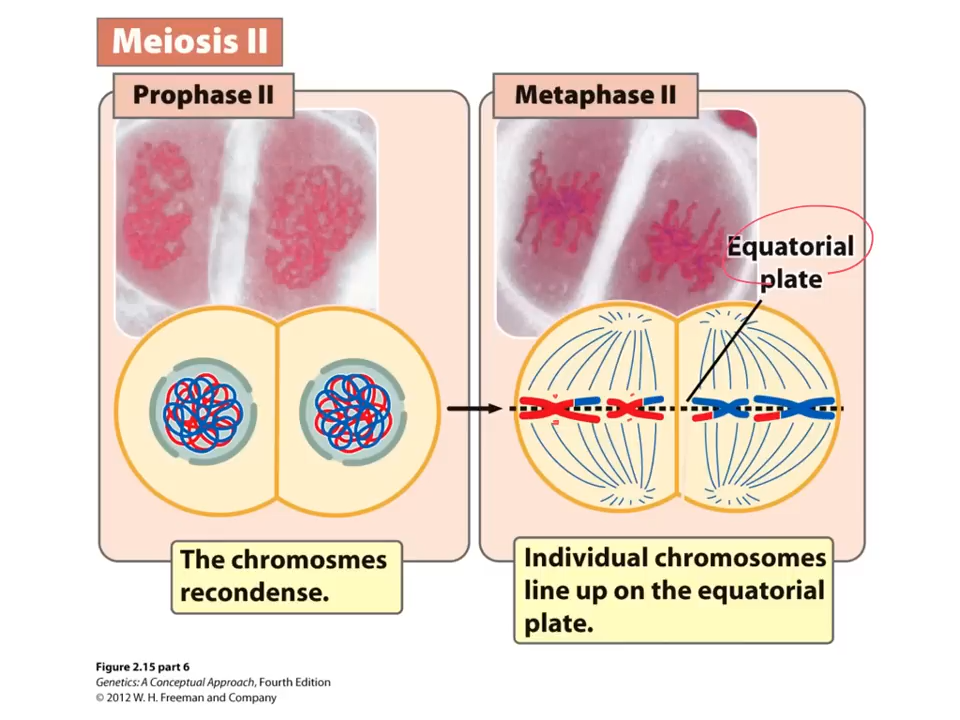 Meiosis II
Prophase II
Metaphase II
Equatorial
plate
The chromosmes
recondense.
Individual chromosomes
line up on the equatorial
plate.
Figure 2.15 part 6
Genetics: A Conceptual Approach, Fourth Edition
© 2012 W. H. Freeman and Company